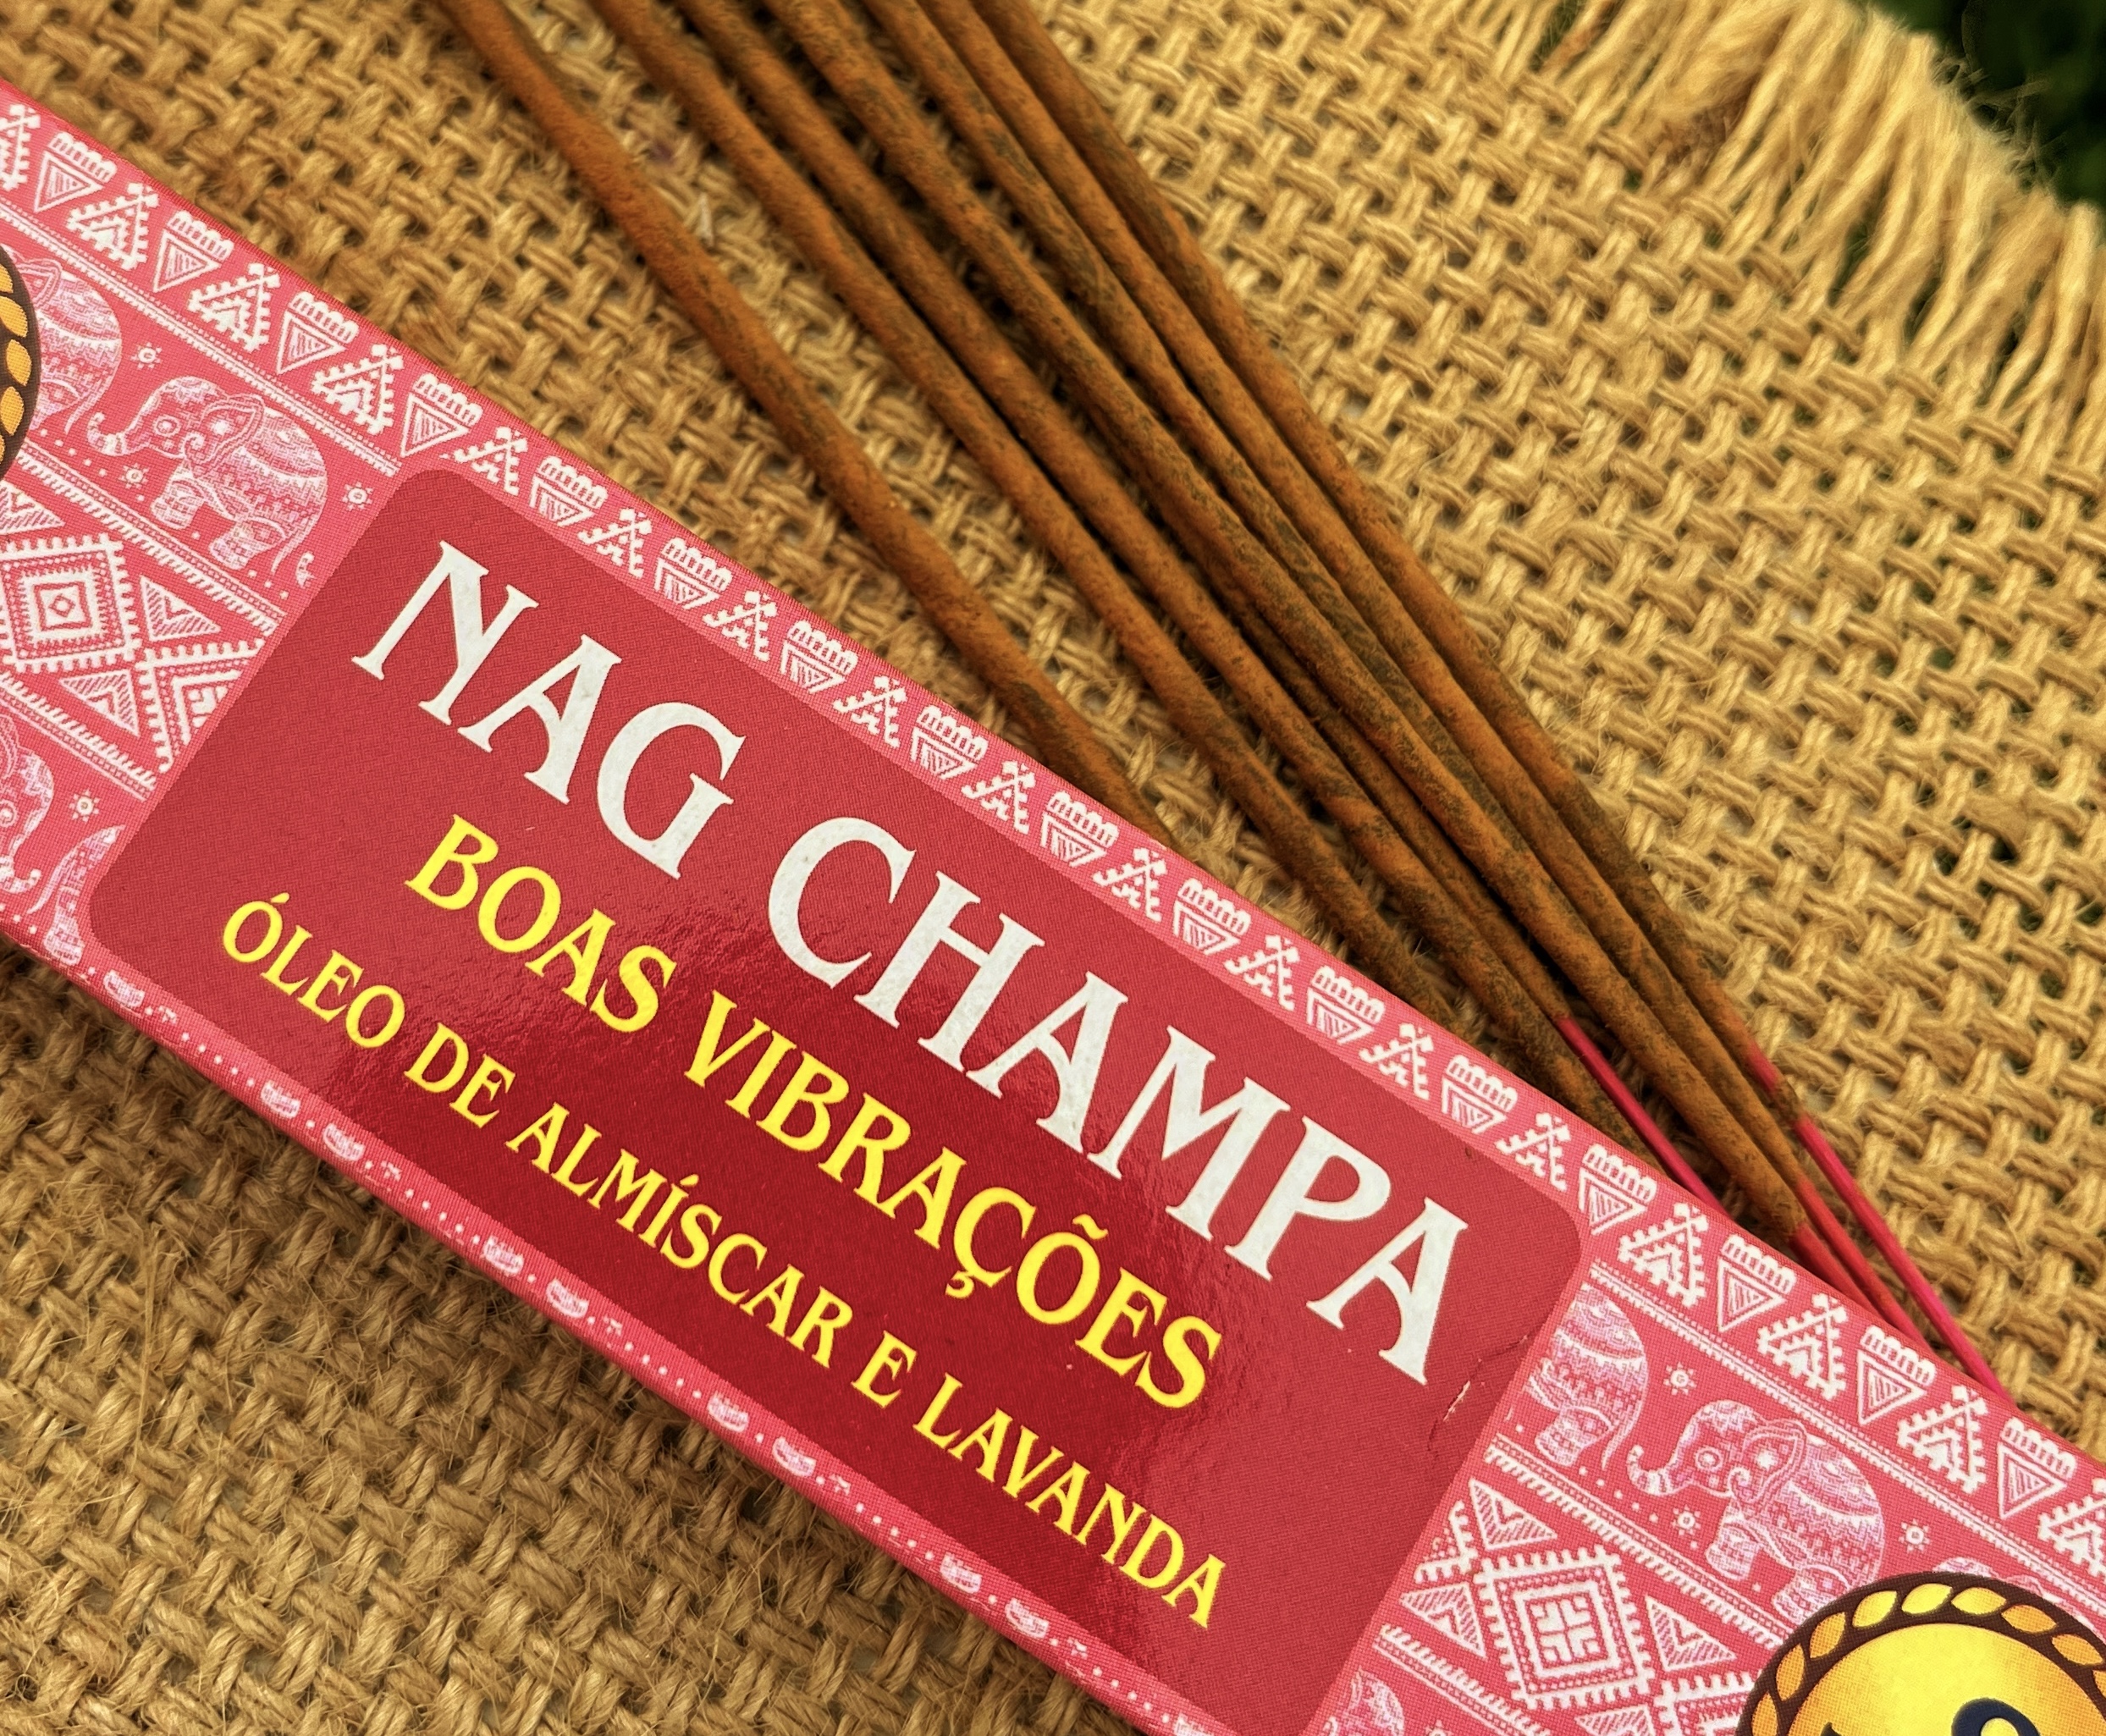 NAG CHAMPA
BOAS VIBRAÇÕES
ÓLEO DE ALMÍSCAR E LAVANDA